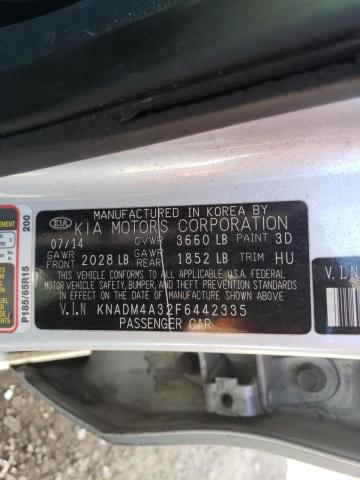 MANUFACTURED IN KOREA BY
KIA KIA MOTORS CORPORATION
07/14 GVWR 3660 LB PAINT 3D
GAWR FRONT 2028 LB GAWR REAR 1852 LB TRIM HU
THIS VEHICLE CONFORMS TO ALL APPLICABLE U.S.A FEDERAL
MOTOR VEHICLE SAFETY, BUMPER, AND THEFT PREVENTION STANDARDS
IN EFFECT ON THE DATE OF MANUFACTURE SHOWN ABOVE.
V.I.N KNADM4A32F6442335
PASSENGER CAR
P185/65R15 200
V.I.N